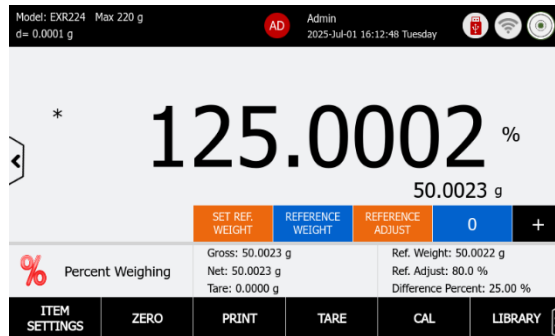 Model: EXR224 Max 220 g
d= 0.0001 g
AD
Admin
2025-Jul-01 16:12:48 Tuesday
*
125.0002 %
50.0023 g
SET REF. WEIGHT
REFERENCE WEIGHT
REFERENCE ADJUST
0
+
%
Percent Weighing
Gross: 50.0023 g
Net: 50.0023 g
Tare: 0.0000 g
Ref. Weight: 50.0022 g
Ref. Adjust: 80.0 %
Difference Percent: 25.00 %
ITEM SETTINGS
ZERO
PRINT
TARE
CAL
LIBRARY